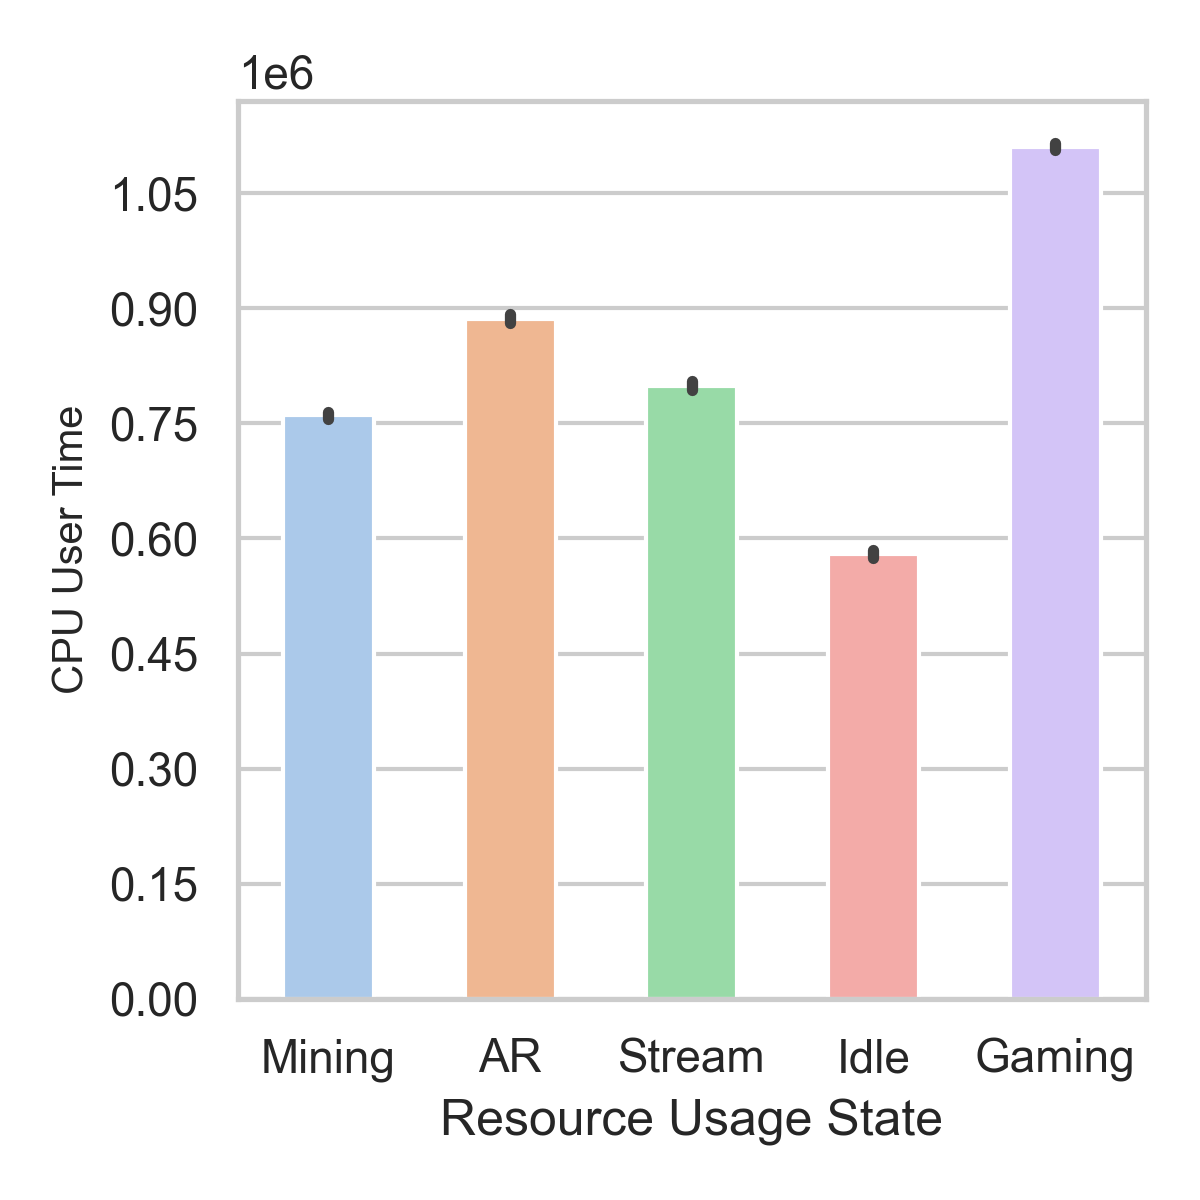 1e6
1.05
0.90
0.75
0.60
0.45
0.30
0.15
0.00
CPU User Time
Mining AR Stream Idle Gaming
Resource Usage State